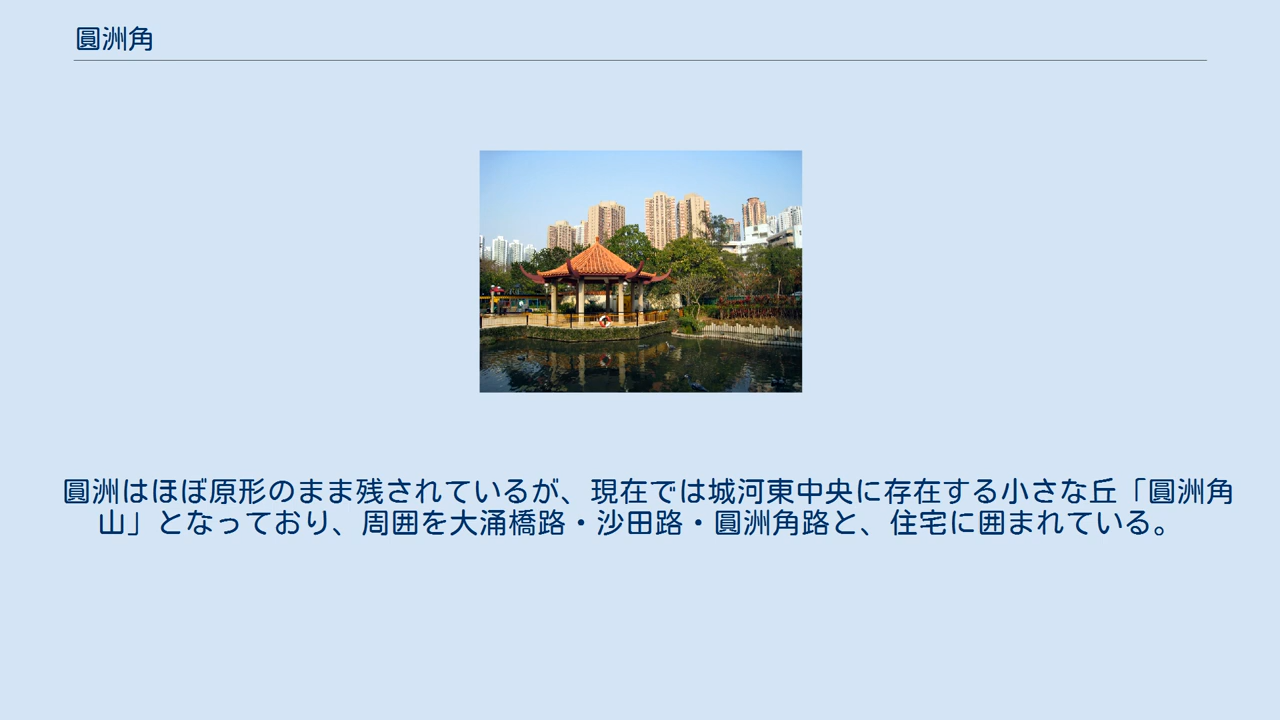 圓洲角
圓洲はほぼ原形のまま残されているが、現在では城河東中央に存在する小さな丘「圓洲角
山」となっており、周囲を大涌橋路・沙田路・圓洲角路と、住宅に囲まれている。